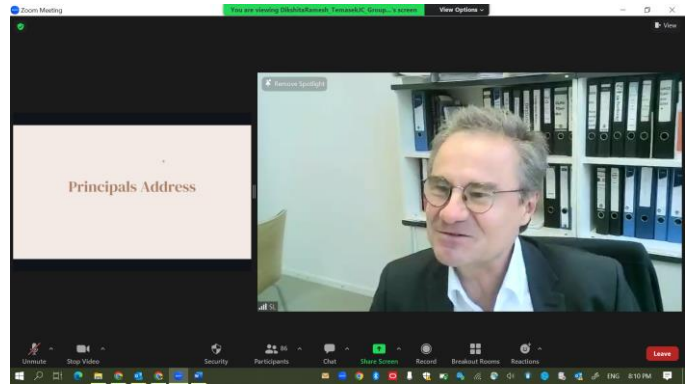 Zoom Meeting
You are viewing DikshitaRamesh_TemasekJC_Group...'s screen
View Options
View
Remove Spotlight
Principals Address
SL
Unmute
Stop Video
Security
86
Participants
Chat
Share Screen
Record
Breakout Rooms
Reactions
Leave
ENG
8:10 PM